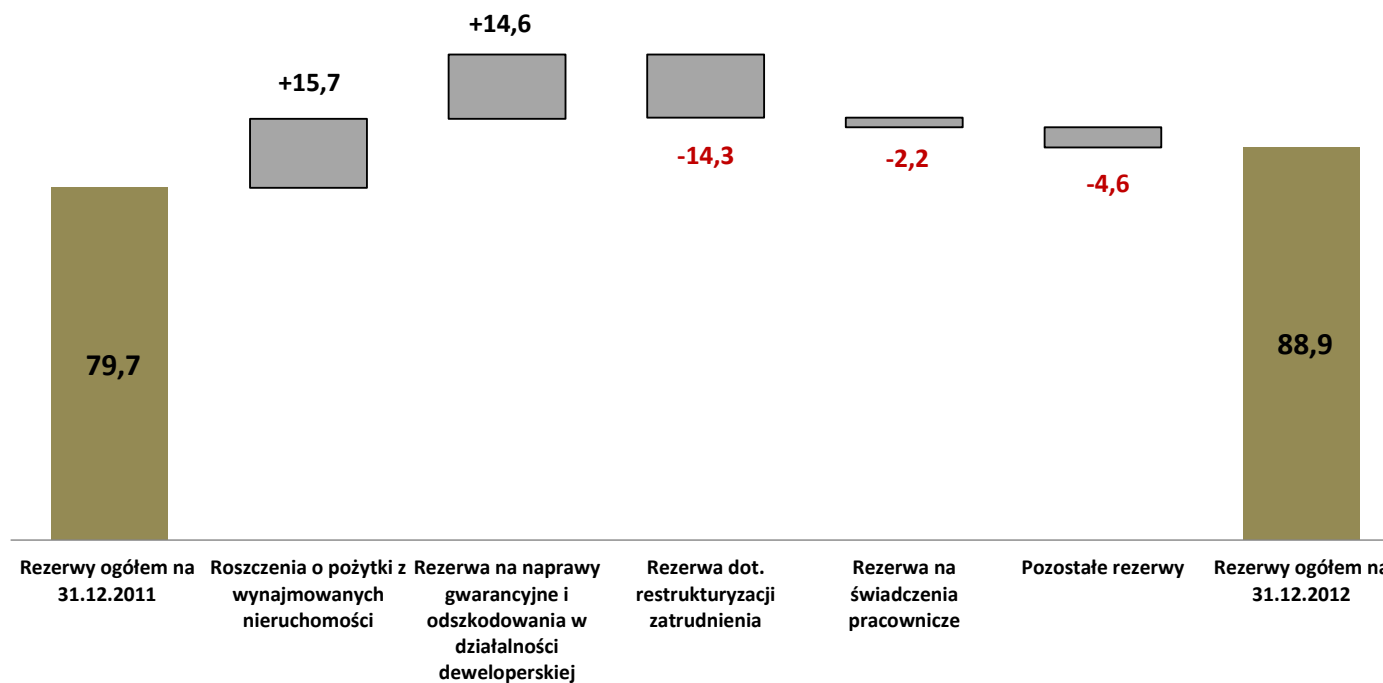 +14,6
+15,7
-14,3
-2,2
-4,6
79,7
88,9
Rezerwy ogółem na
31.12.2011
Roszczenia o pożytki z
wynajmowanych
nieruchomości
Rezerwa na naprawy
gwarancyjne i
odszkodowania w
działalności
deweloperskiej
Rezerwa dot.
restrukturyzacji
zatrudnienia
Rezerwa na
świadczenia
pracownicze
Pozostałe rezerwy
Rezerwy ogółem na
31.12.2012